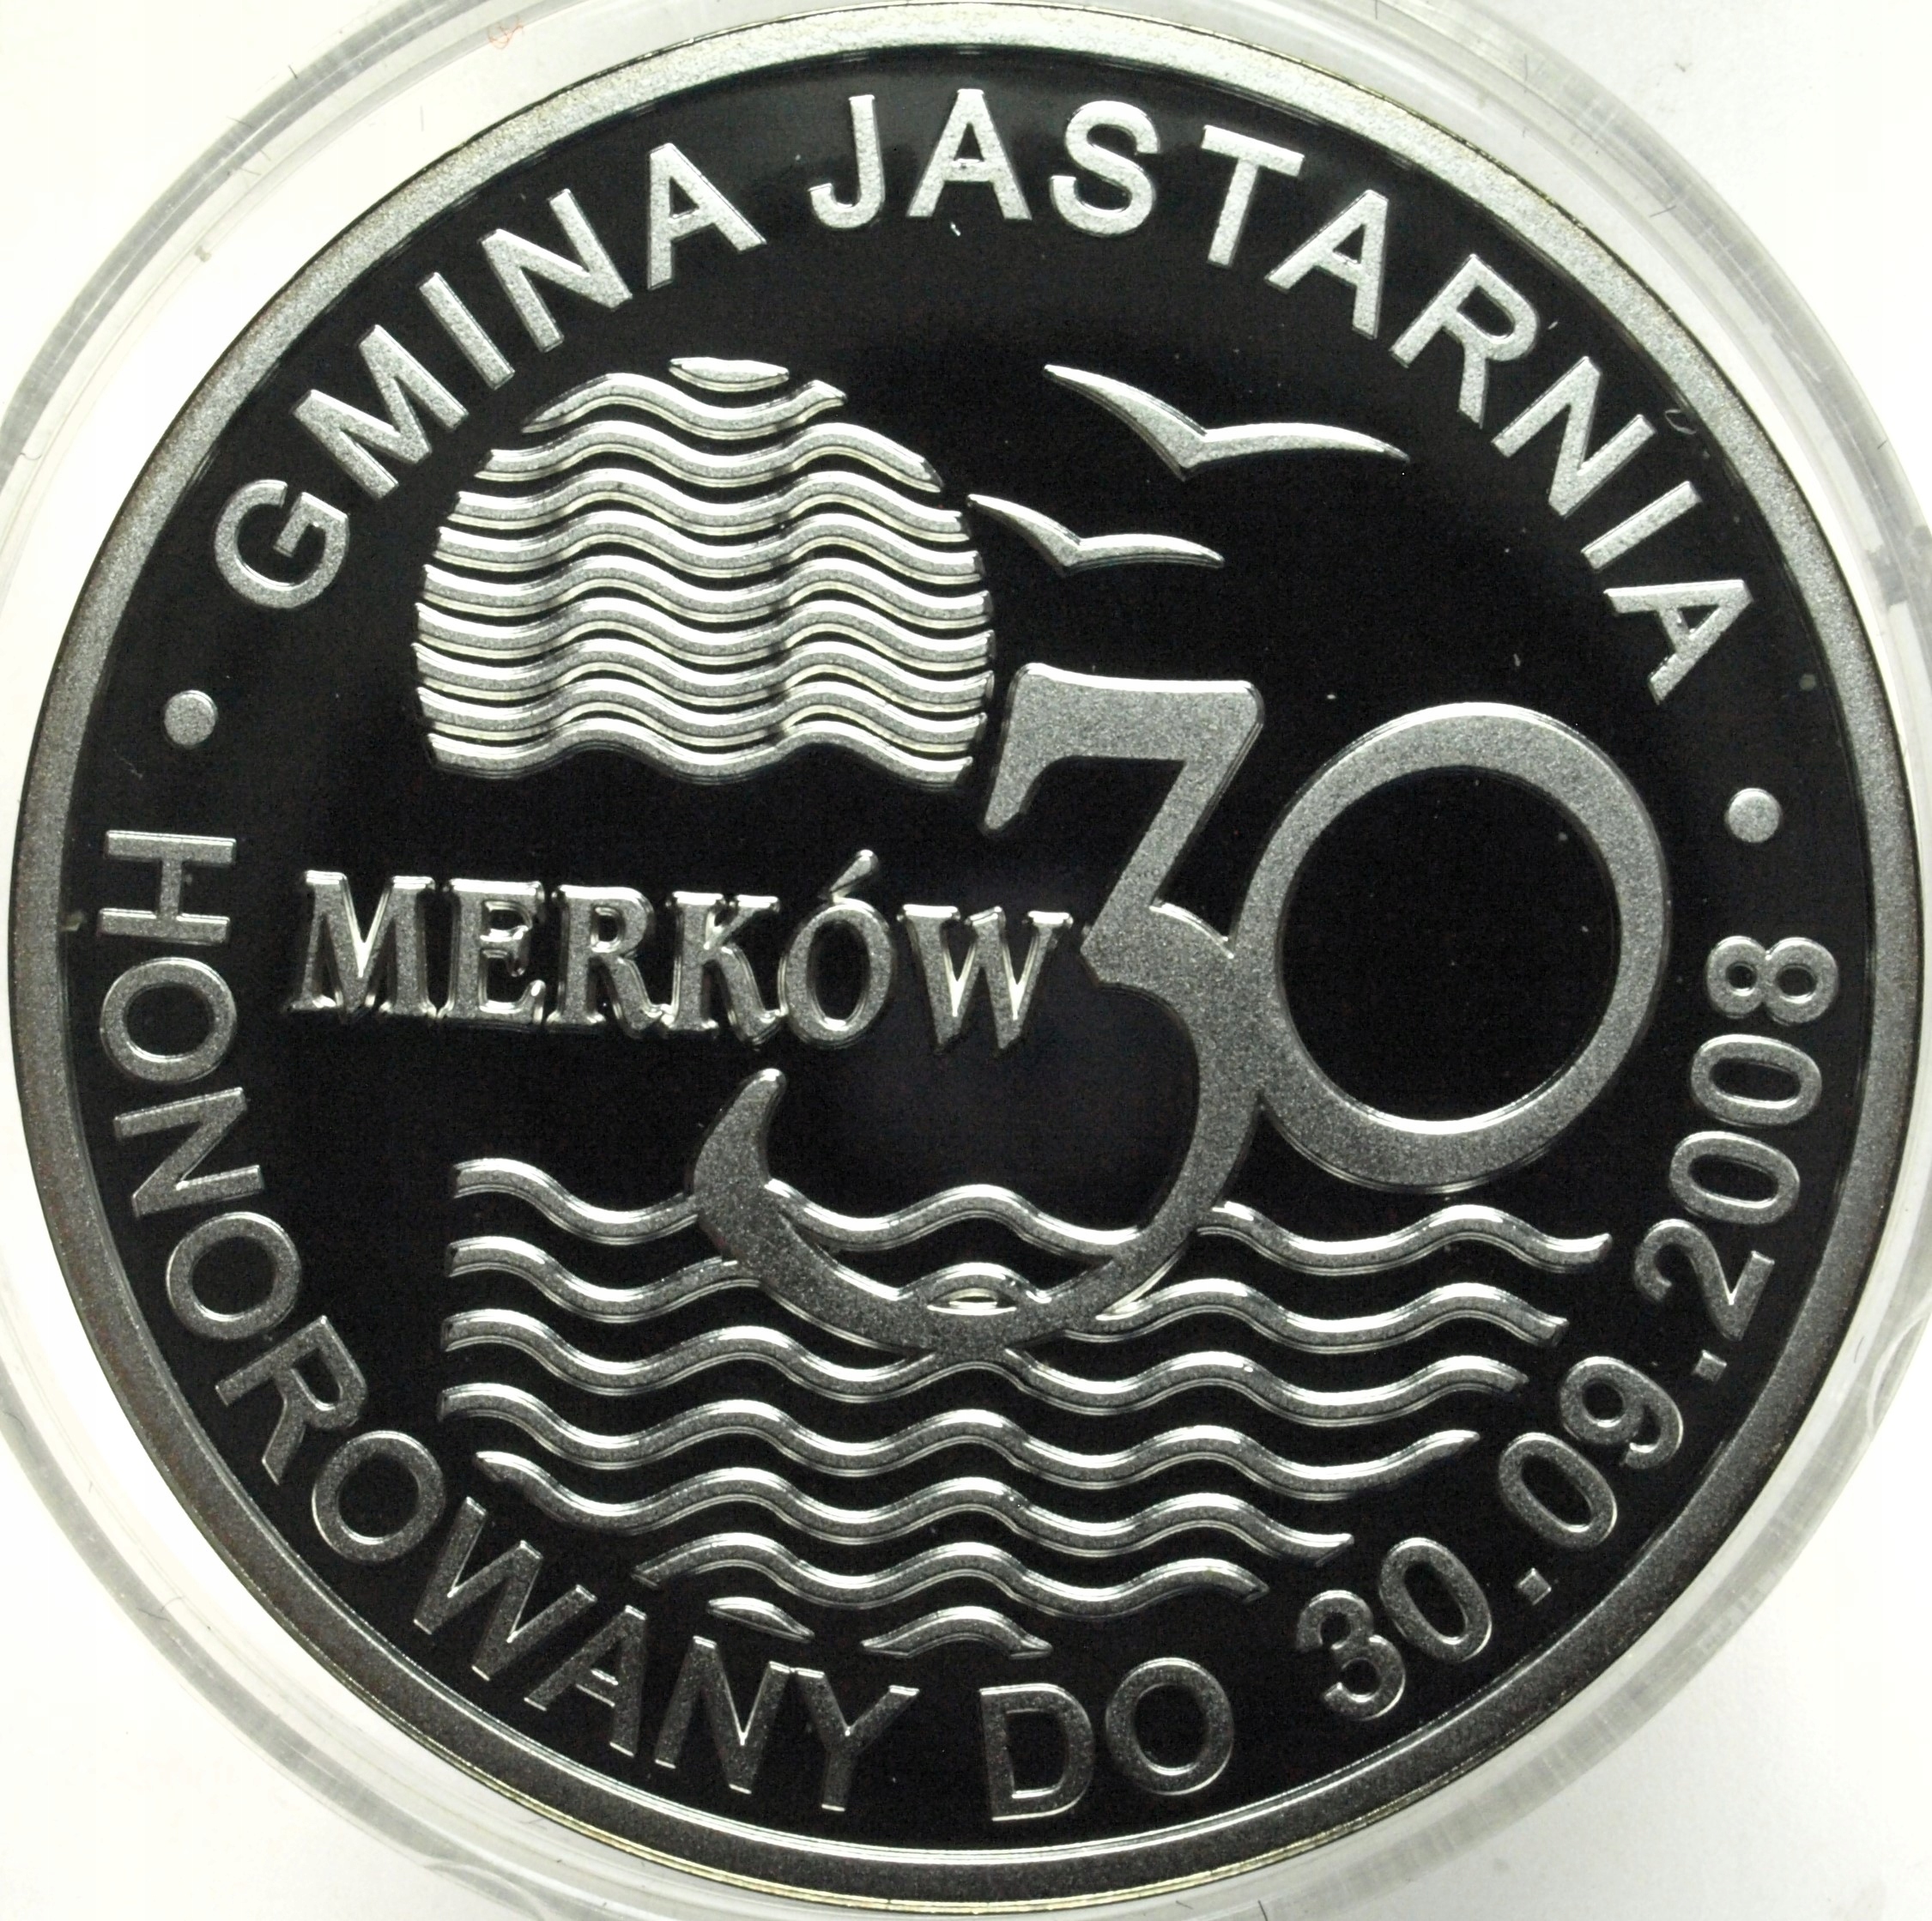 GMINA JASTARNIA
30
MERKÓW
HONOROWANY DO 30.09.2008